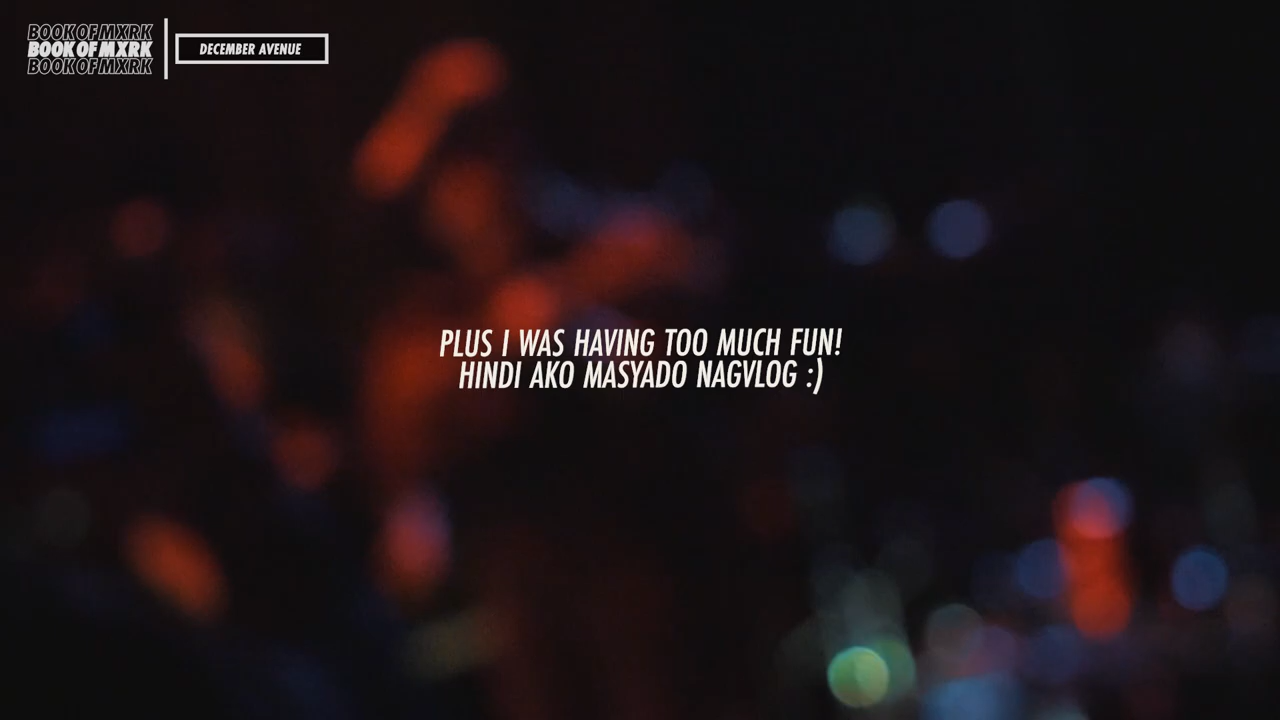 BOOK OF MXRK
BOOK OF MXRK
BOOK OF MXRK
DECEMBER AVENUE
PLUS I WAS HAVING TOO MUCH FUN!
HINDI AKO MASYADO NAGVLOG :)